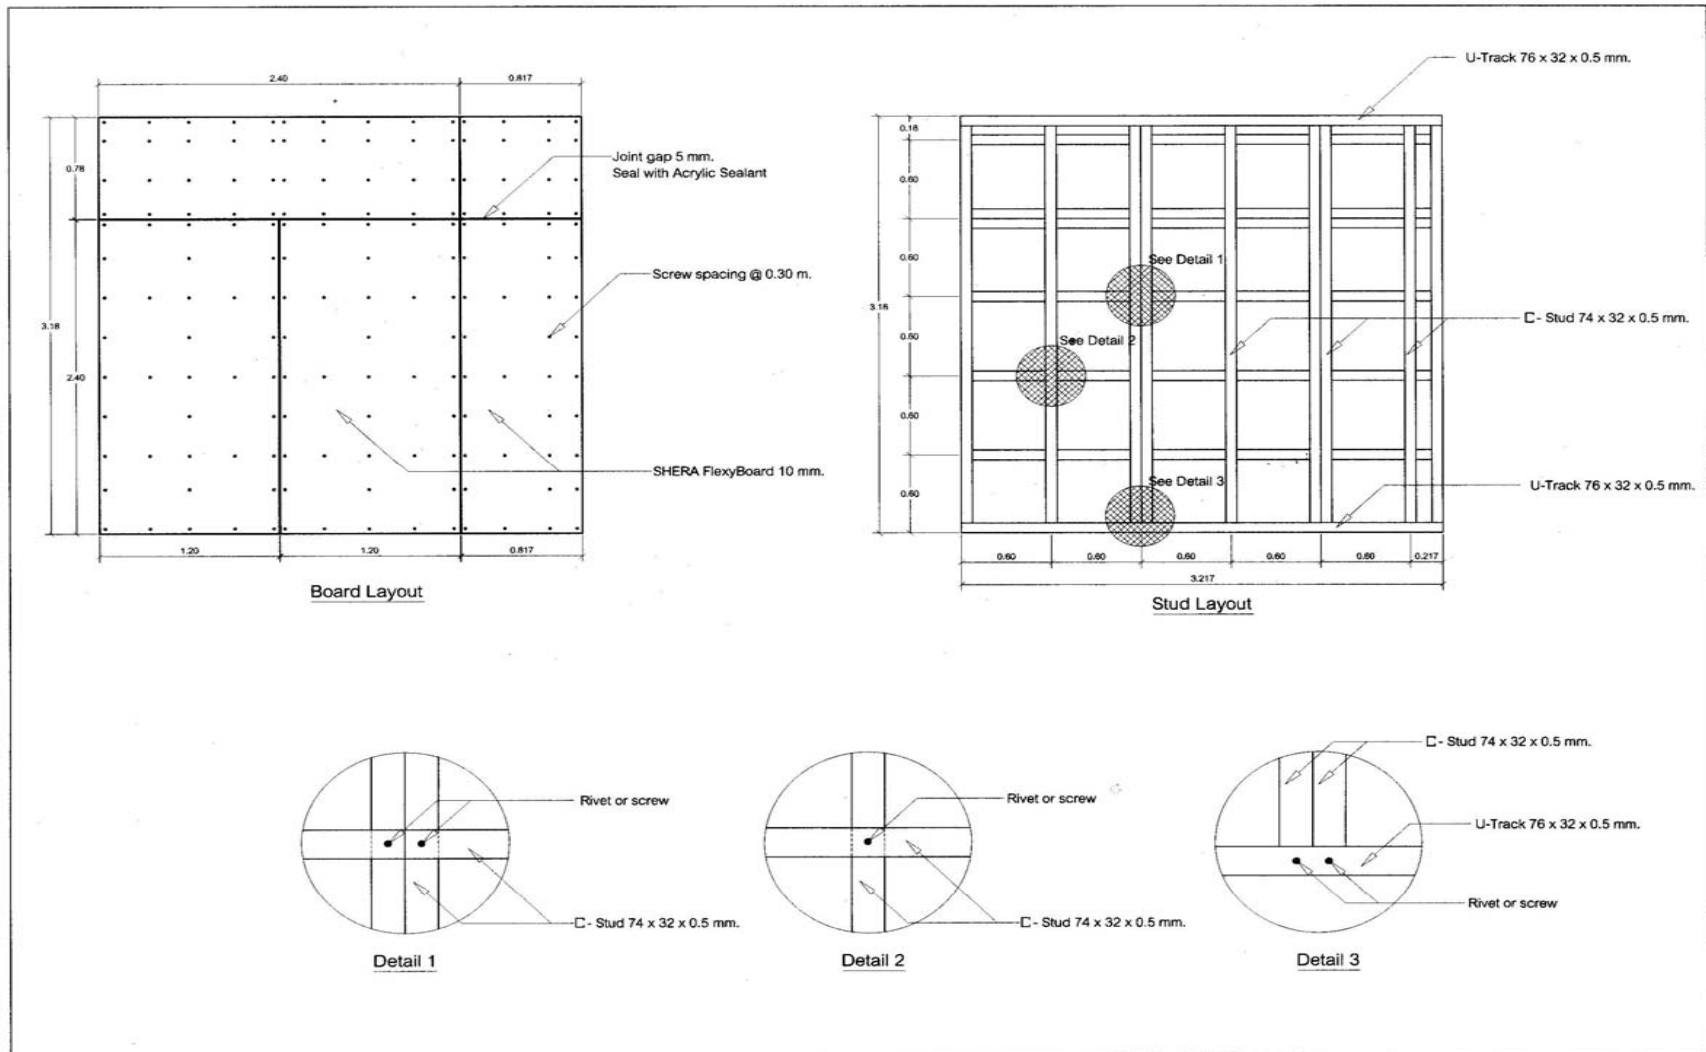 2.40
0.817
0.78
3.18
2.40
Joint gap 5 mm.
Seal with Acrylic Sealant
Screw spacing @ 0.30 m.
SHERA FlexyBoard 10 mm.
1.20
1.20
0.817
Board Layout
U-Track 76 x 32 x 0.5 mm.
0.18
0.60
0.60
3.18
0.60
0.60
0.60
See Detail 1
See Detail 2
See Detail 3
C- Stud 74 x 32 x 0.5 mm.
U-Track 76 x 32 x 0.5 mm.
0.60
0.60
0.60
0.60
0.60
0.217
3.217
Stud Layout
Rivet or screw
C- Stud 74 x 32 x 0.5 mm.
Detail 1
Rivet or screw
C- Stud 74 x 32 x 0.5 mm.
Detail 2
C- Stud 74 x 32 x 0.5 mm.
U-Track 76 x 32 x 0.5 mm.
Rivet or screw
Detail 3